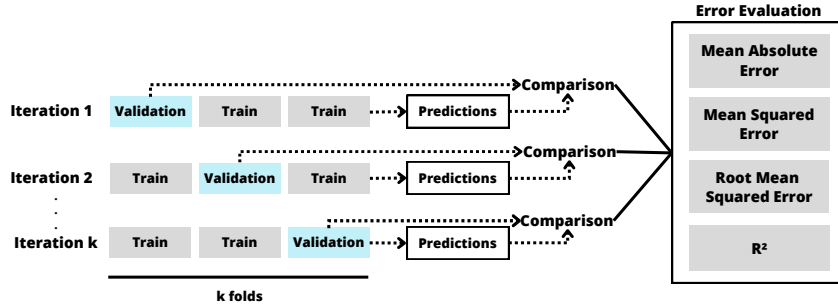 Error Evaluation
Mean Absolute
Error
Comparison
Iteration 1
Validation
Train
Train
Predictions
Mean Squared
Error
Comparison
Iteration 2
Train
Validation
Train
Predictions
Root Mean
Squared Error
Comparison
Iteration k
Train
Train
Validation
Predictions
R²
k folds